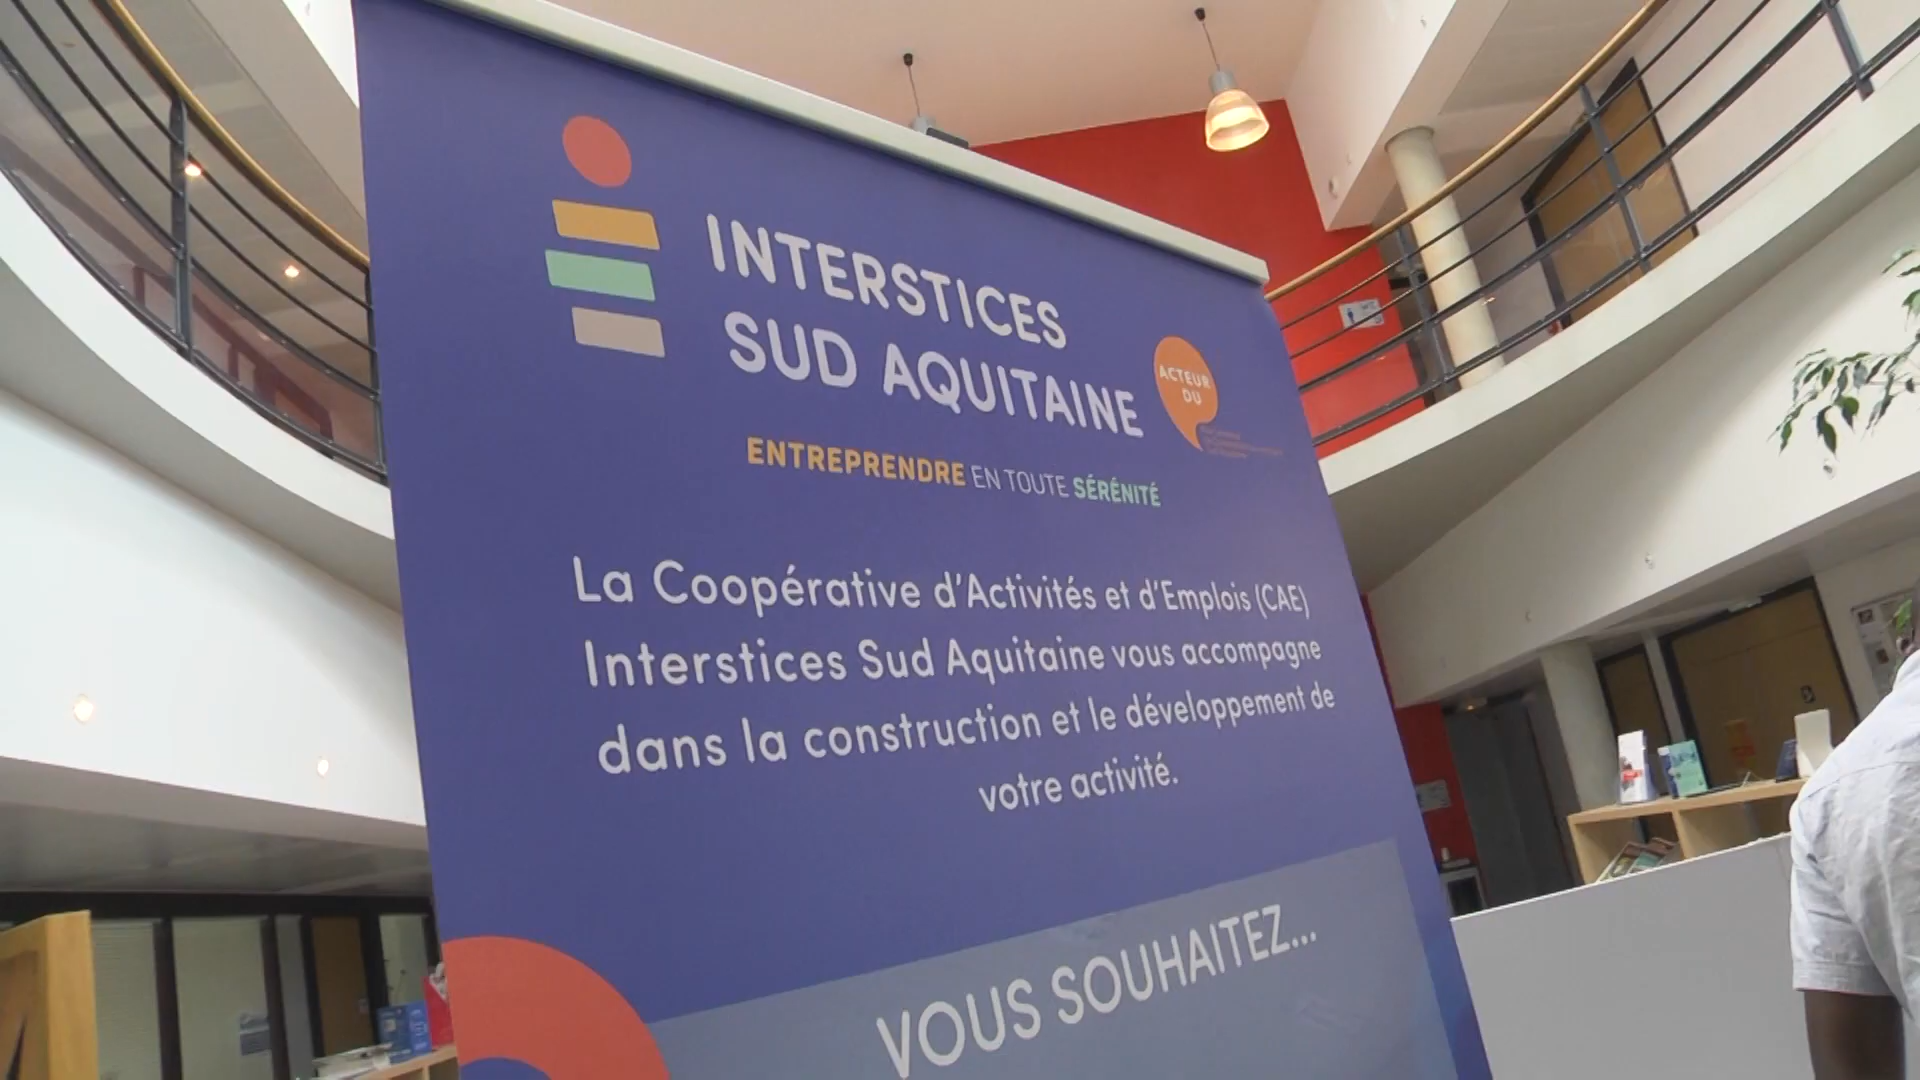 INTERSTICES
SUD AQUITAINE
ACTEUR
DU
ENTREPRENDRE EN TOUTE SÉRÉNITÉ
La Coopérative d'Activités et d'Emplois (CAE)
Interstices Sud Aquitaine vous accompagne
dans la construction et le développement de
votre activité.
VOUS SOUHAITEZ...